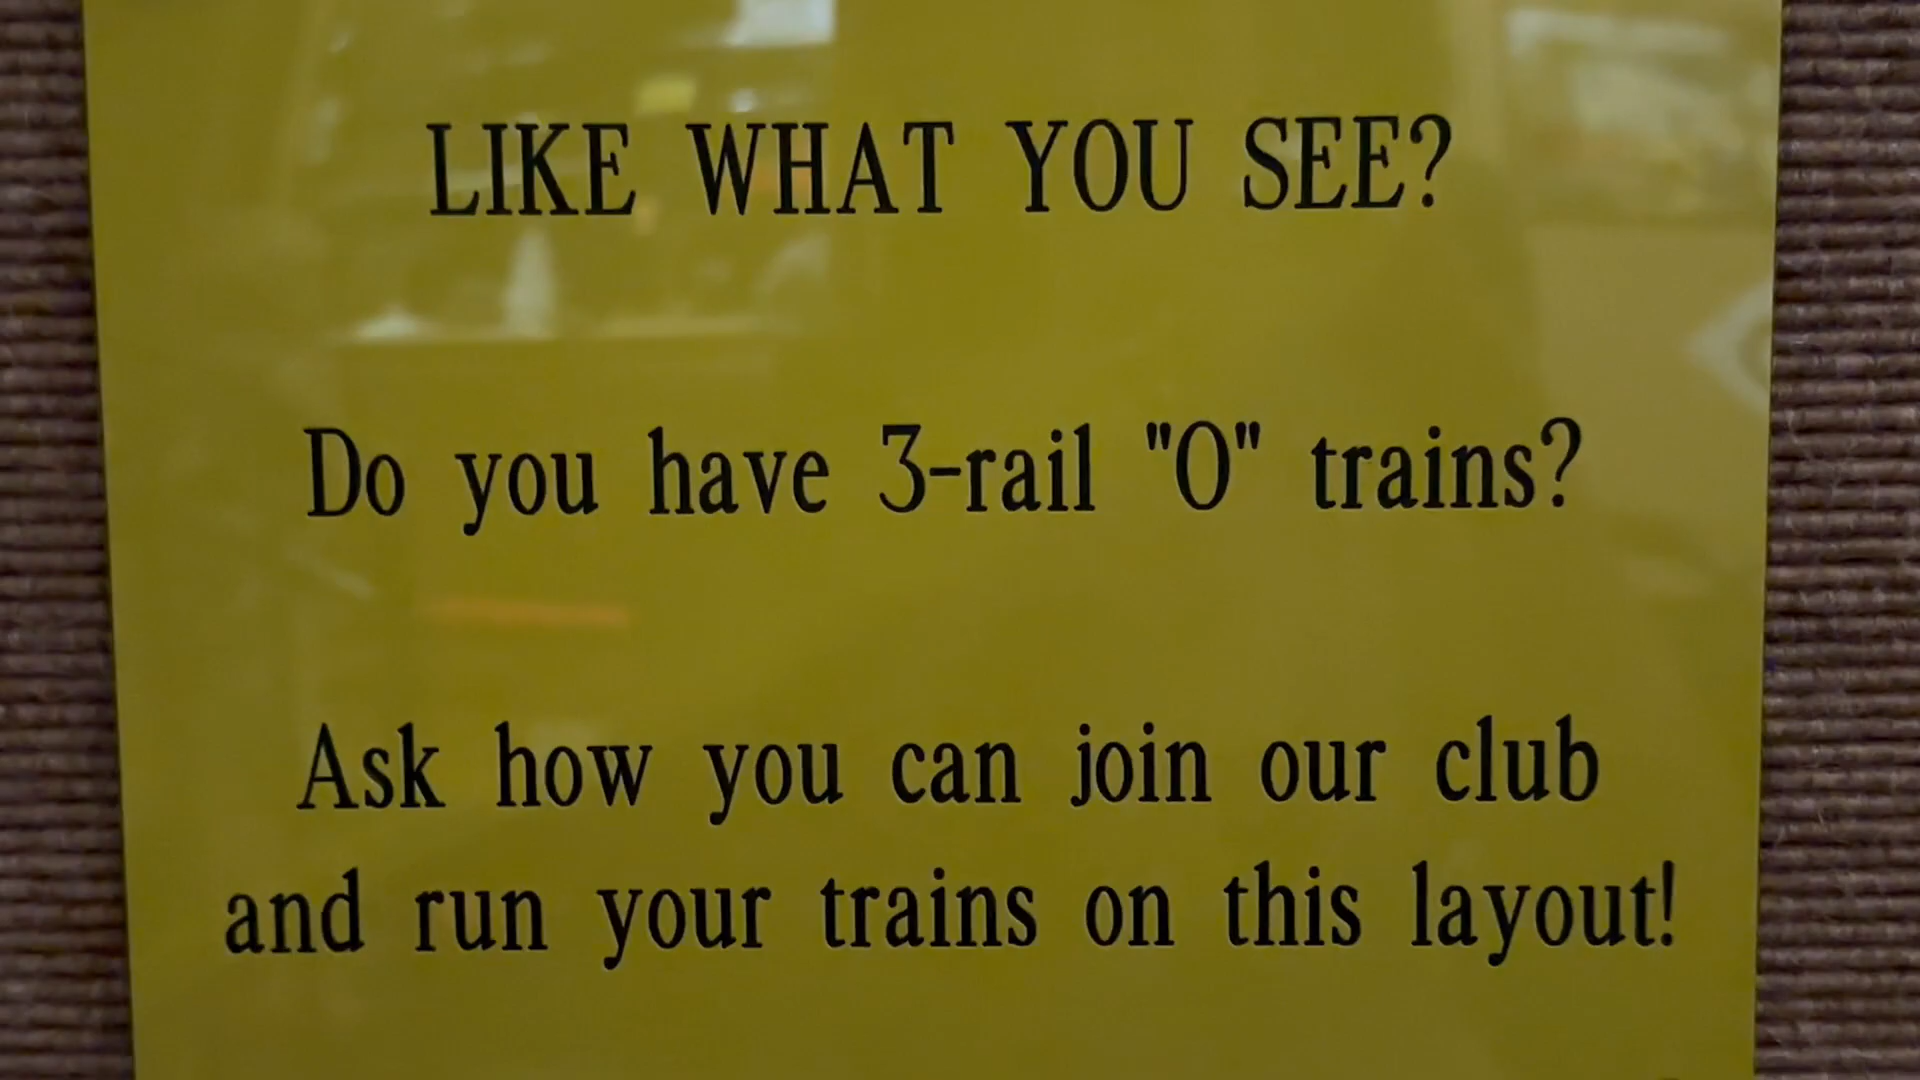 LIKE WHAT YOU SEE?
Do you have 3-rail "O" trains?
Ask how you can join our club
and run your trains on this layout!